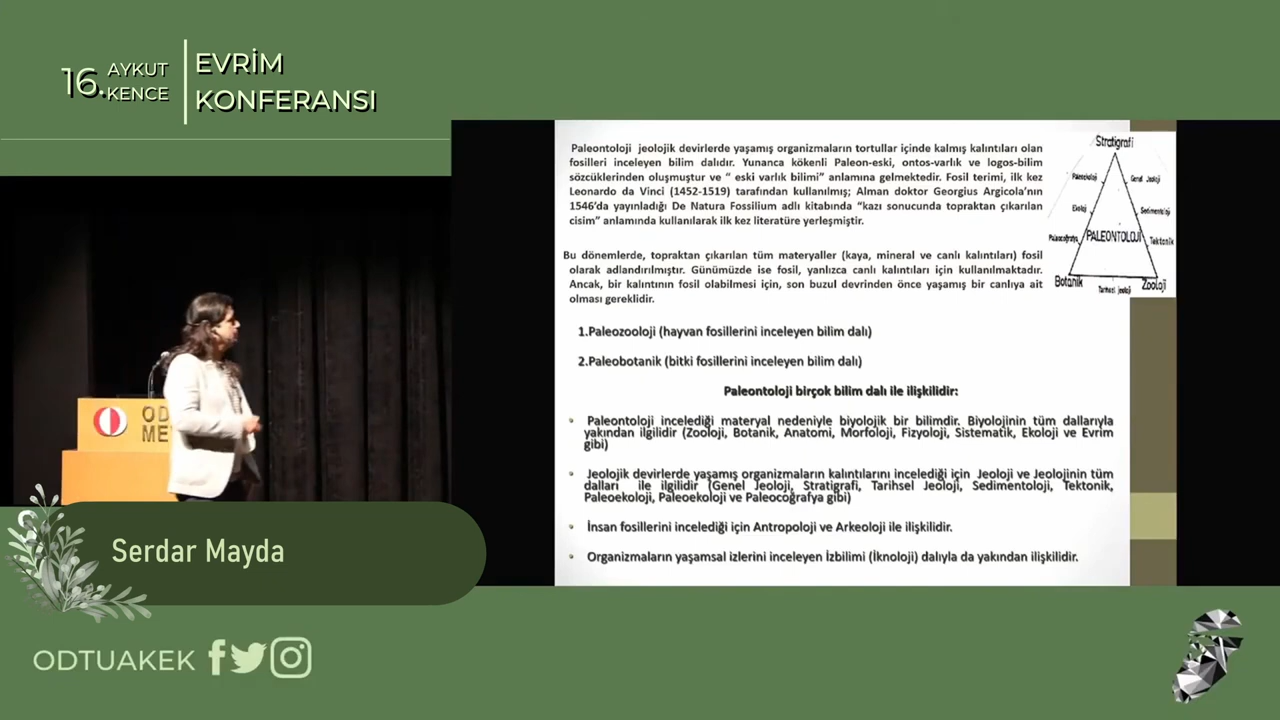 16. AYKUT KENCE
EVRİM
KONFERANSI
Paleontoloji jeolojik devirlerde yaşamış organizmaların tortullar içinde kalmış kalıntıları olan
fosilleri inceleyen bilim dalıdır. Yunanca kökenli Paleon-eski, ontos-varlık ve logos-bilim
sözcüklerinden oluşmuştur ve “ eski varlık bilimi” anlamına gelmektedir. Fosil terimi, ilk kez
Leonardo da Vinci (1452-1519) tarafından kullanılmış; Alman doktor Georgius Argicola’nın
1546’da yayınladığı De Natura Fossilium adlı kitabında “kazı sonucunda topraktan çıkarılan
cisim” anlamında kullanılarak ilk kez literatüre yerleşmiştir.
Bu dönemlerde, topraktan çıkarılan tüm materyaller (kaya, mineral ve canlı kalıntıları) fosil
olarak adlandırılmıştır. Günümüzde ise fosil, yanlızca canlı kalıntıları için kullanılmaktadır.
Ancak, bir kalıntının fosil olabilmesi için, son buzul devrinden önce yaşamış bir canlıya ait
olması gereklidir.
1.Paleozooloji (hayvan fosillerini inceleyen bilim dalı)
2.Paleobotanik (bitki fosillerini inceleyen bilim dalı)
Paleontoloji birçok bilim dalı ile ilişkilidir:
• Paleontoloji incelediği materyal nedeniyle biyolojik bir bilimdir. Biyolojinin tüm dallarıyla
yakından ilgilidir (Zooloji, Botanik, Anatomi, Morfoloji, Fizyoloji, Sistematik, Ekoloji ve Evrim
gibi)
• Jeolojik devirlerde yaşamış organizmaların kalıntılarını incelediği için Jeoloji ve Jeolojinin tüm
dalları ile ilgilidir (Genel Jeoloji, Stratigrafi, Tarihsel Jeoloji, Sedimentoloji, Tektonik,
Paleoekoloji, Paleoekoloji ve Paleocoğrafya gibi)
• İnsan fosillerini incelediği için Antropoloji ve Arkeoloji ile ilişkilidir.
• Organizmaların yaşamsal izlerini inceleyen İzbilimi (İknoloji) dalıyla da yakından ilişkilidir.
Stratigrafi
Paleoekoloji
Genel Jeoloji
Ekoloji
Sedimentoloji
Paleocoğrafya
PALEONTOLOJİ
Tektonik
Botanik
Tarihsel Jeoloji
Zooloji
OD
ME
Serdar Mayda
ODTUAKEK